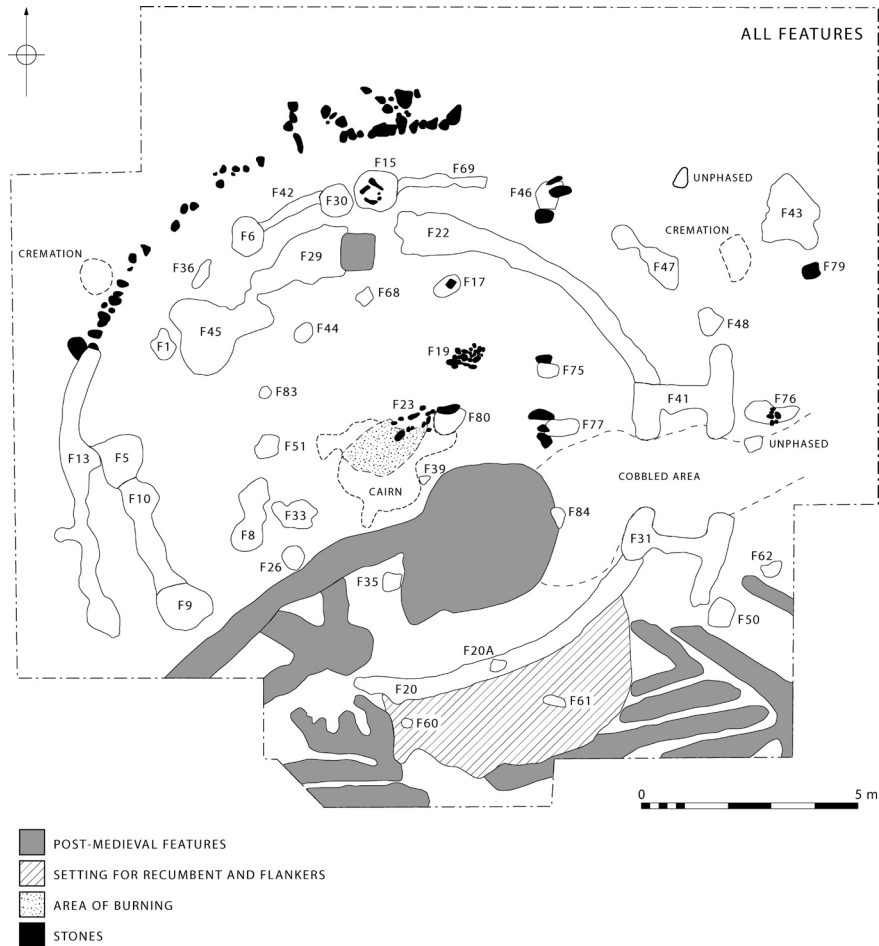 ALL FEATURES
F15
F69
F42
F30
F46
UNPHASED
F43
F6
F22
CREMATION
CREMATION
F29
F47
F36
F79
F17
F68
F45
F44
F48
F1
F19
F75
F83
F41
F23
F80
F76
F77
UNPHASED
F51
F13
F5
F39
COBBLED AREA
CAIRN
F10
F33
F84
F8
F31
F26
F62
F35
F9
F50
F20A
F20
F61
F60
0
5 m
POST-MEDIEVAL FEATURES
SETTING FOR RECUMBENT AND FLANKERS
AREA OF BURNING
STONES